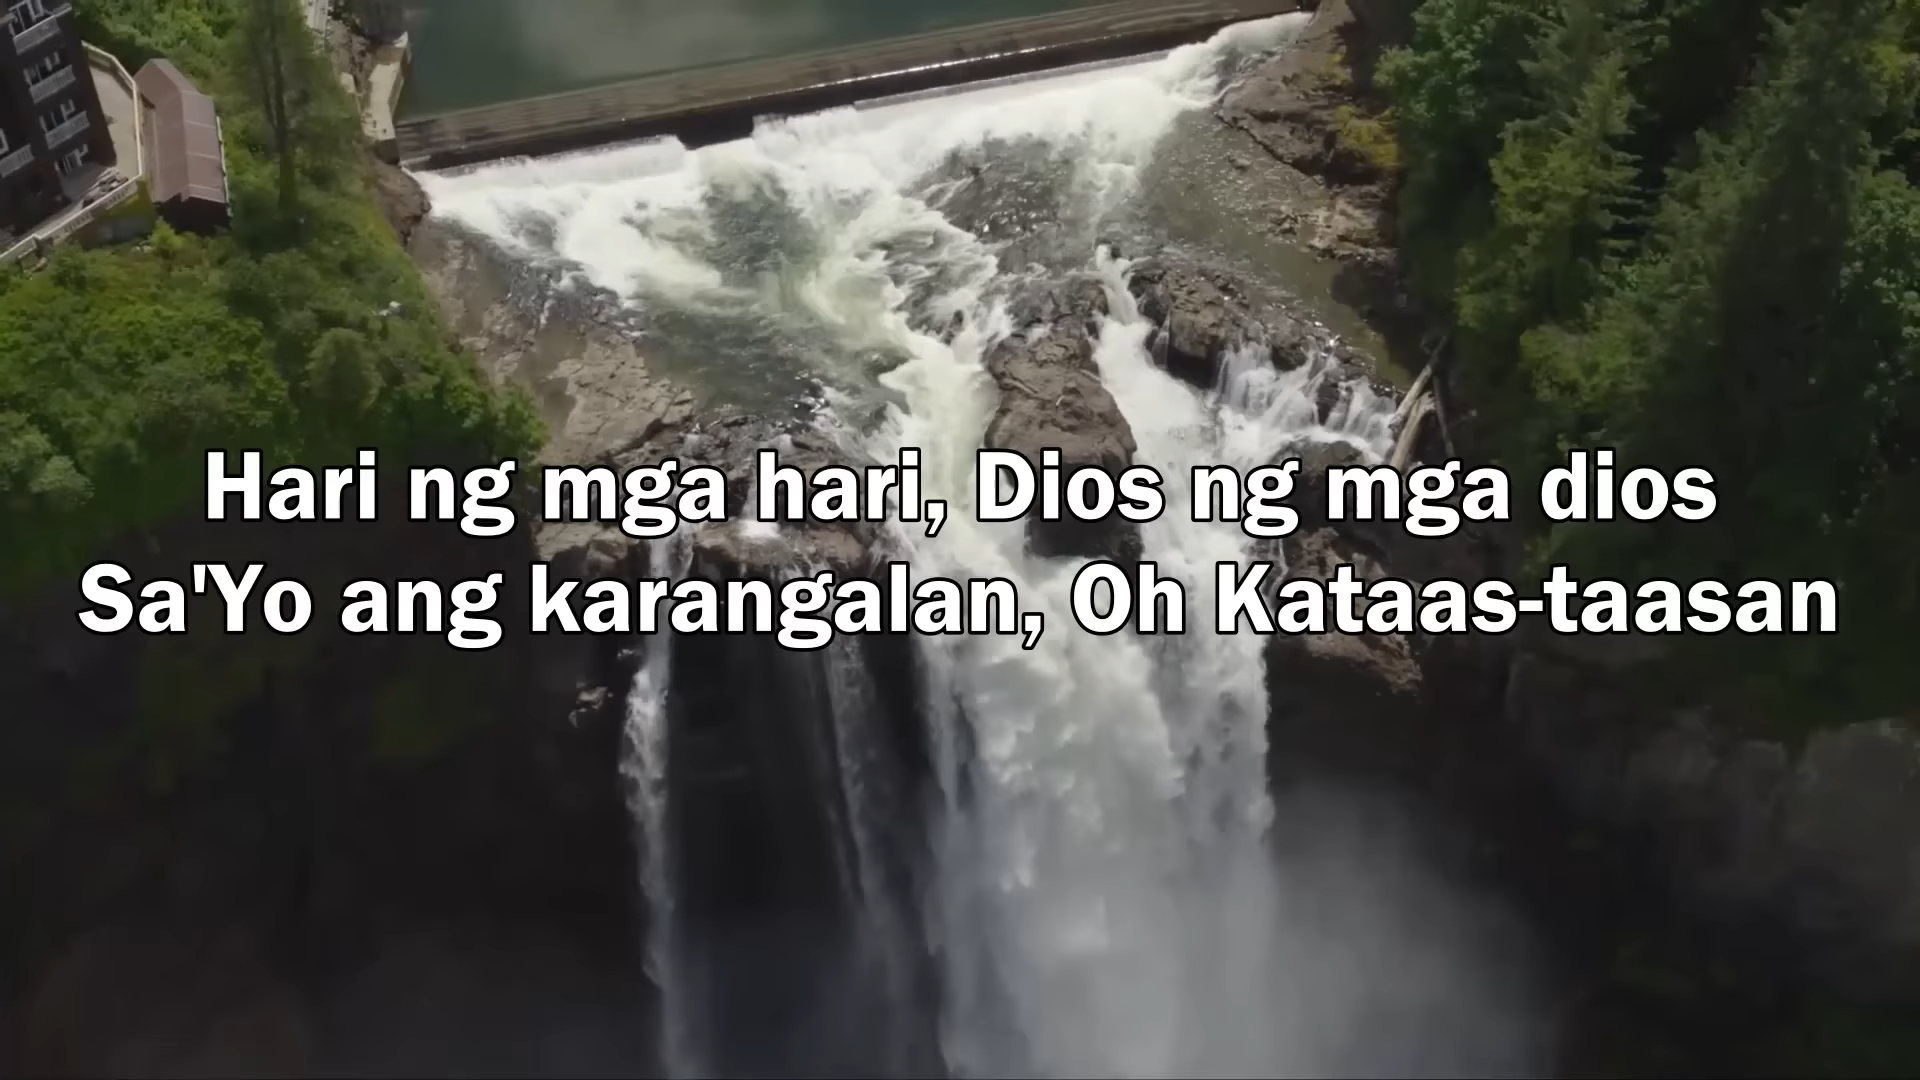 Hari ng mga hari, Dios ng mga dios
Sa'Yo ang karangalan, Oh Kataas-taasan